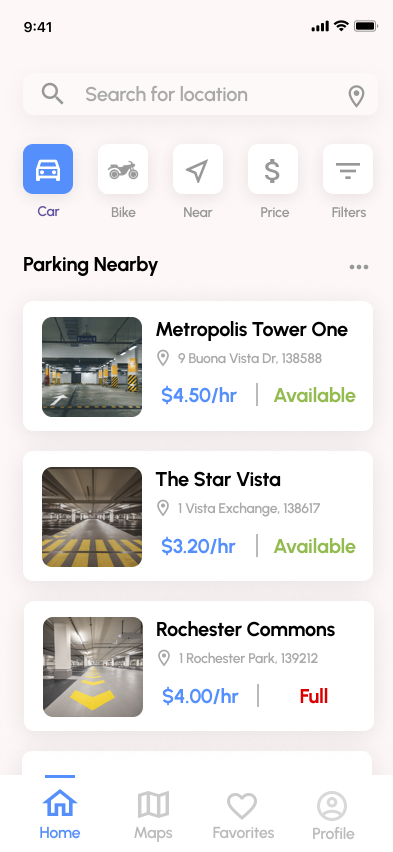 9:41
Search for location
Car Bike Near Price Filters
Parking Nearby
Metropolis Tower One
9 Buona Vista Dr, 138588
$4.50/hr Available
The Star Vista
1 Vista Exchange, 138617
$3.20/hr Available
Rochester Commons
1 Rochester Park, 139212
$4.00/hr Full
Home Maps Favorites Profile